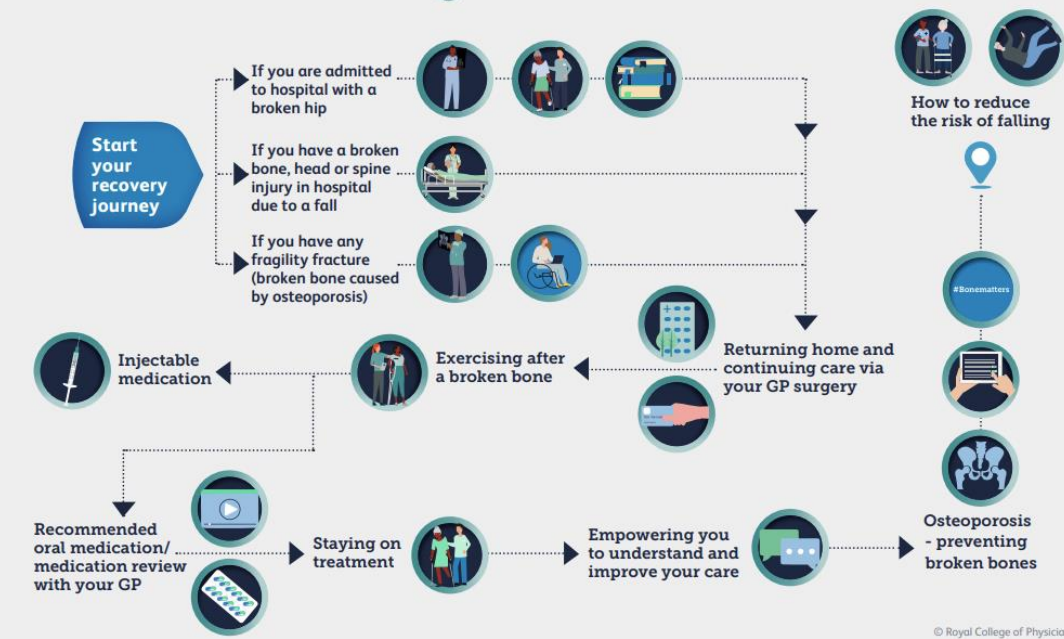 Start
your
recovery
journey
If you are admitted
to hospital with a
broken hip
If you have a broken
bone, head or spine
injury in hospital
due to a fall
If you have any
fragility fracture
(broken bone caused
by osteoporosis)
Returning home and
continuing care via
your GP surgery
Exercising after
a broken bone
Injectable
medication
Recommended
oral medication/
medication review
with your GP
Staying on
treatment
Empowering you
to understand and
improve your care
Osteoporosis
- preventing
broken bones
#Bonematters
How to reduce
the risk of falling
© Royal College of Physicia